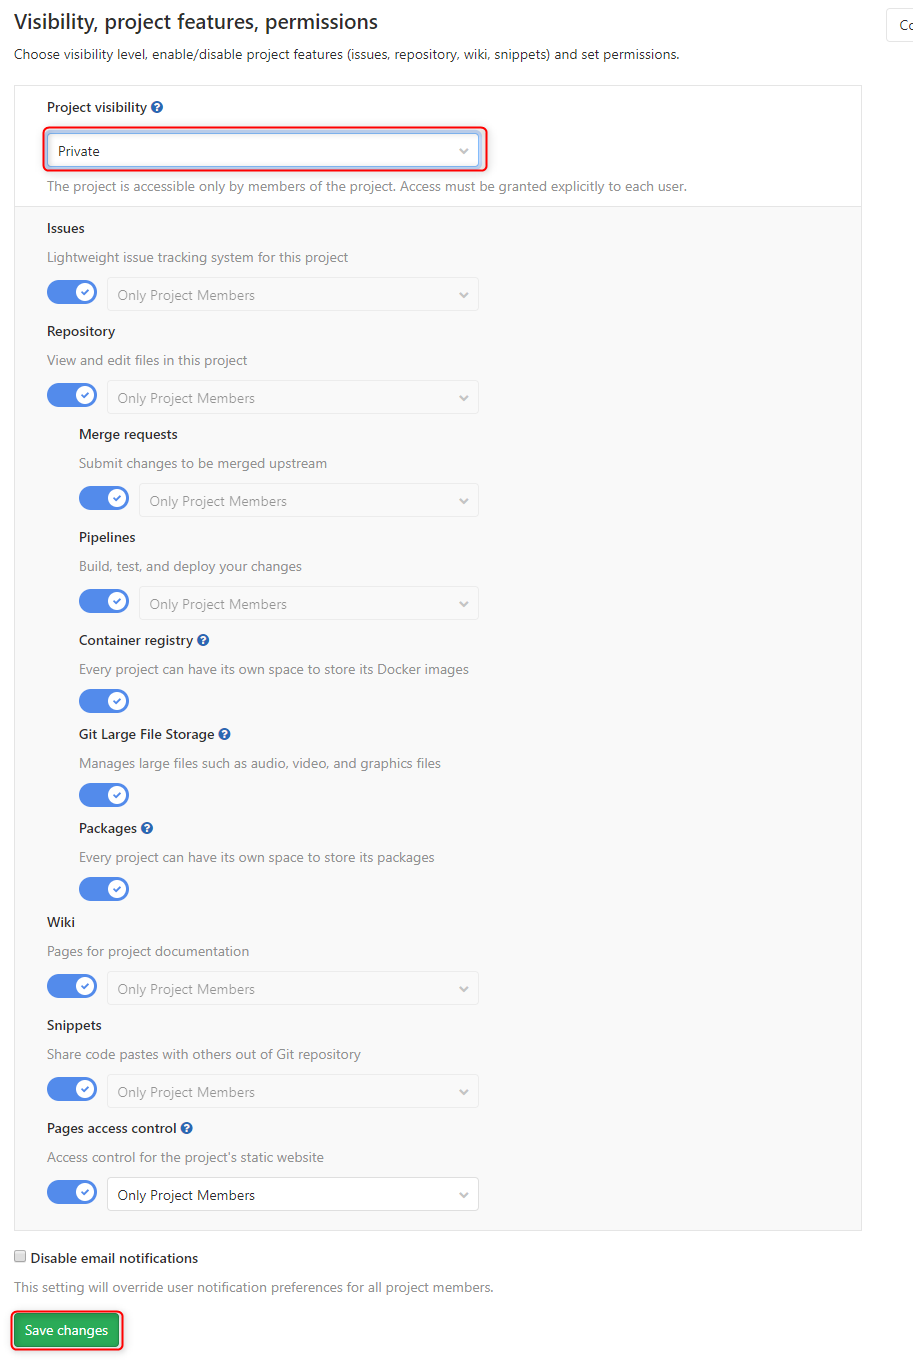 Visibility, project features, permissions
Co
Choose visibility level, enable/disable project features (issues, repository, wiki, snippets) and set permissions.
Project visibility
Private
The project is accessible only by members of the project. Access must be granted explicitly to each user.
Issues
Lightweight issue tracking system for this project
Only Project Members
Repository
View and edit files in this project
Only Project Members
Merge requests
Submit changes to be merged upstream
Only Project Members
Pipelines
Build, test, and deploy your changes
Only Project Members
Container registry
Every project can have its own space to store its Docker images
Git Large File Storage
Manages large files such as audio, video, and graphics files
Packages
Every project can have its own space to store its packages
Wiki
Pages for project documentation
Only Project Members
Snippets
Share code pastes with others out of Git repository
Only Project Members
Pages access control
Access control for the project's static website
Only Project Members
Disable email notifications
This setting will override user notification preferences for all project members.
Save changes